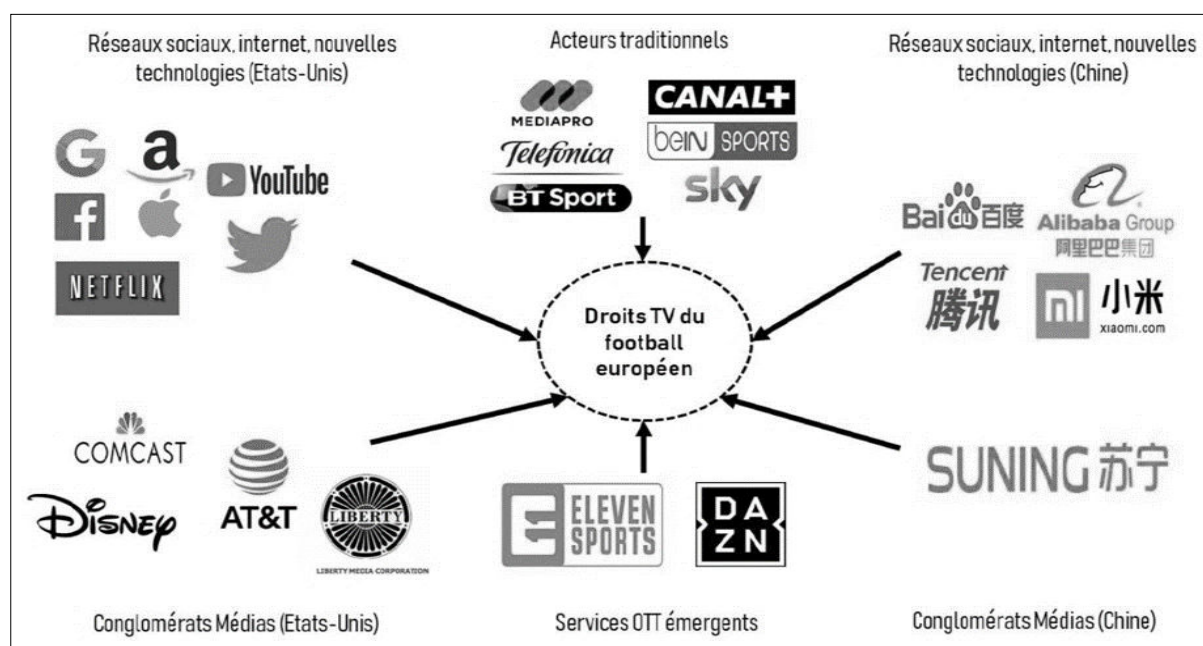 Réseaux sociaux, internet, nouvelles
technologies (Etats-Unis)
G
a
YouTube
f
NETFLIX
Acteurs traditionnels
MEDIAPRO
CANAL+
Telefónica
beIN SPORTS
BT Sport
sky
Réseaux sociaux, internet, nouvelles
technologies (Chine)
Bai du 百度
Alibaba Group
阿里巴巴集团
Tencent
腾讯
mi 小米
xiaomi.com
Droits TV du
football
européen
COMCAST
Disney
AT&T
LIBERTY
LIBERTY MEDIA CORPORATION
Conglomérats Médias (Etats-Unis)
ELEVEN
SPORTS
DA
ZN
Services OTT émergents
SUNING 苏宁
Conglomérats Médias (Chine)